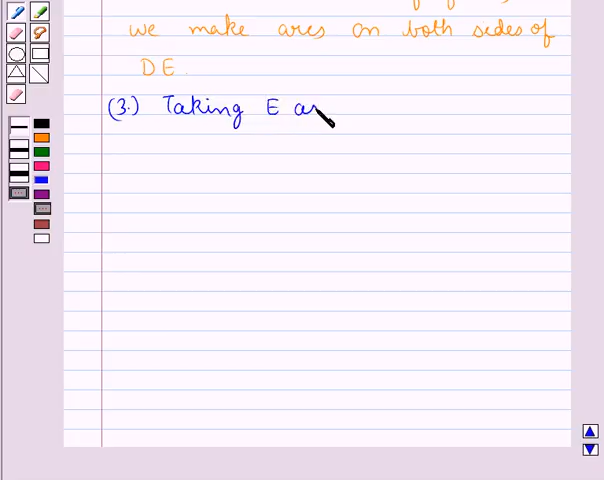 we make arcs on both sides of
DE.
(3.) Taking E as